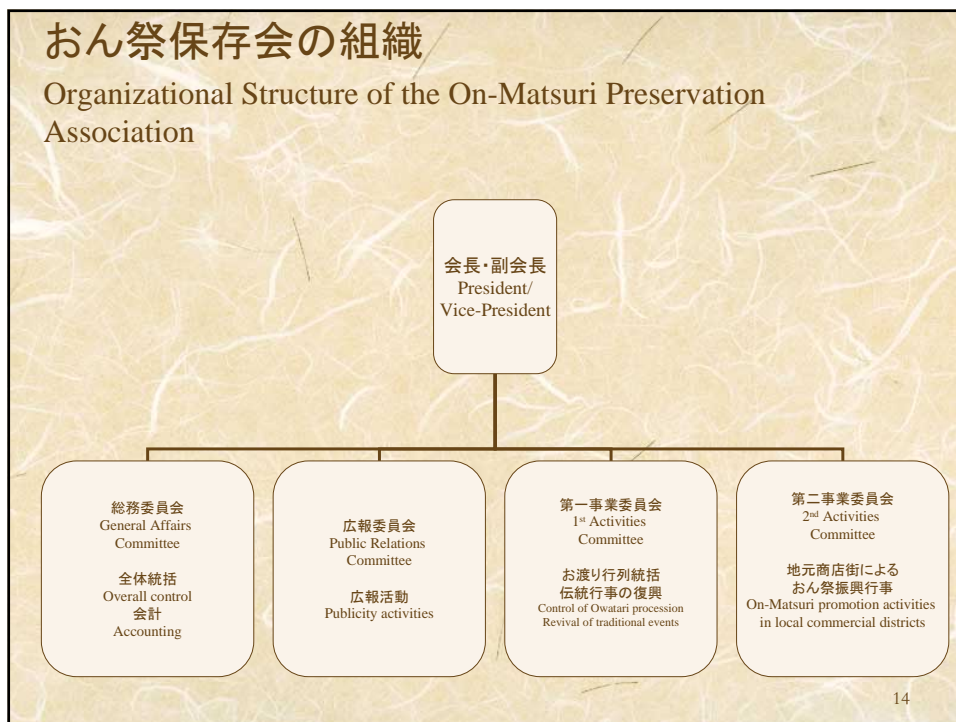 おん祭保存会の組織
Organizational Structure of the On-Matsuri Preservation
Association
会長・副会長
President/
Vice-President
総務委員会
General Affairs
Committee
全体統括
Overall control
会計
Accounting
広報委員会
Public Relations
Committee
広報活動
Publicity activities
第一事業委員会
1st Activities
Committee
お渡り行列統括
伝統行事の復興
Control of Owatari procession
Revival of traditional events
第二事業委員会
2nd Activities
Committee
地元商店街による
おん祭振興行事
On-Matsuri promotion activities
in local commercial districts
14